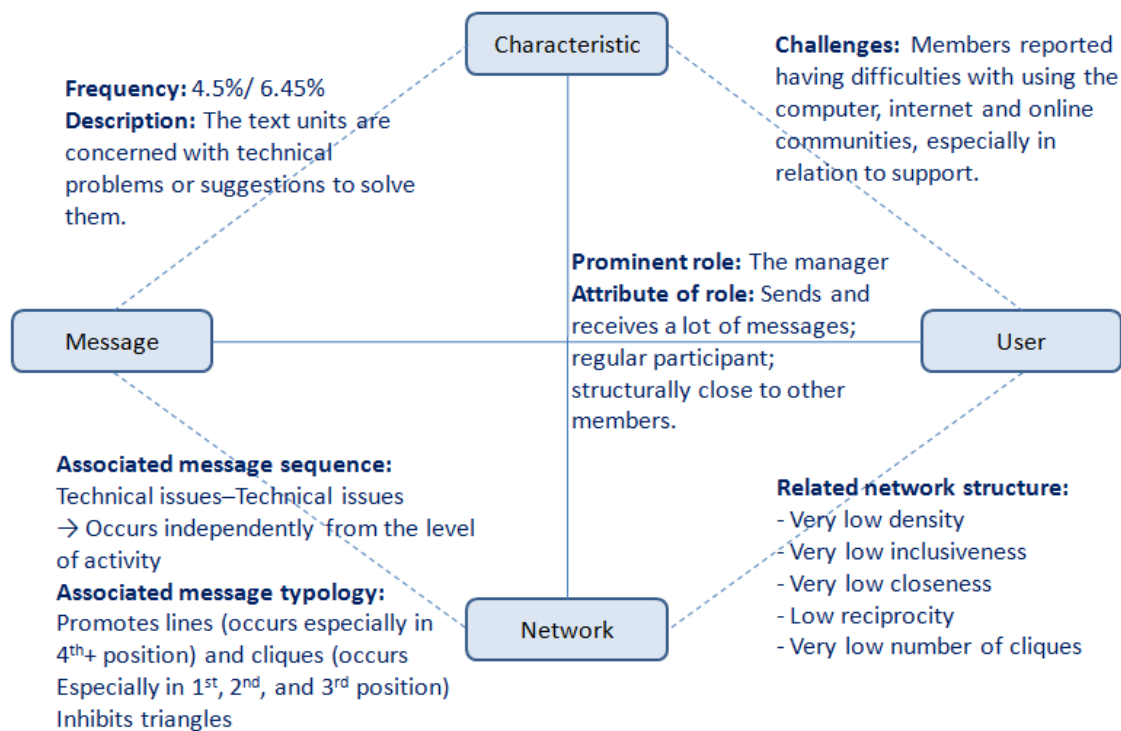 Characteristic
Frequency: 4.5%/ 6.45%
Description: The text units are
concerned with technical
problems or suggestions to solve
them.
Challenges: Members reported
having difficulties with using the
computer, internet and online
communities, especially in
relation to support.
Prominent role: The manager
Attribute of role: Sends and
receives a lot of messages;
regular participant;
structurally close to other
members.
Message
User
Associated message sequence:
Technical issues–Technical issues
→ Occurs independently from the level
of activity
Associated message typology:
Promotes lines (occurs especially in
4th+ position) and cliques (occurs
Especially in 1st, 2nd, and 3rd position)
Inhibits triangles
Related network structure:
- Very low density
- Very low inclusiveness
- Very low closeness
- Low reciprocity
- Very low number of cliques
Network